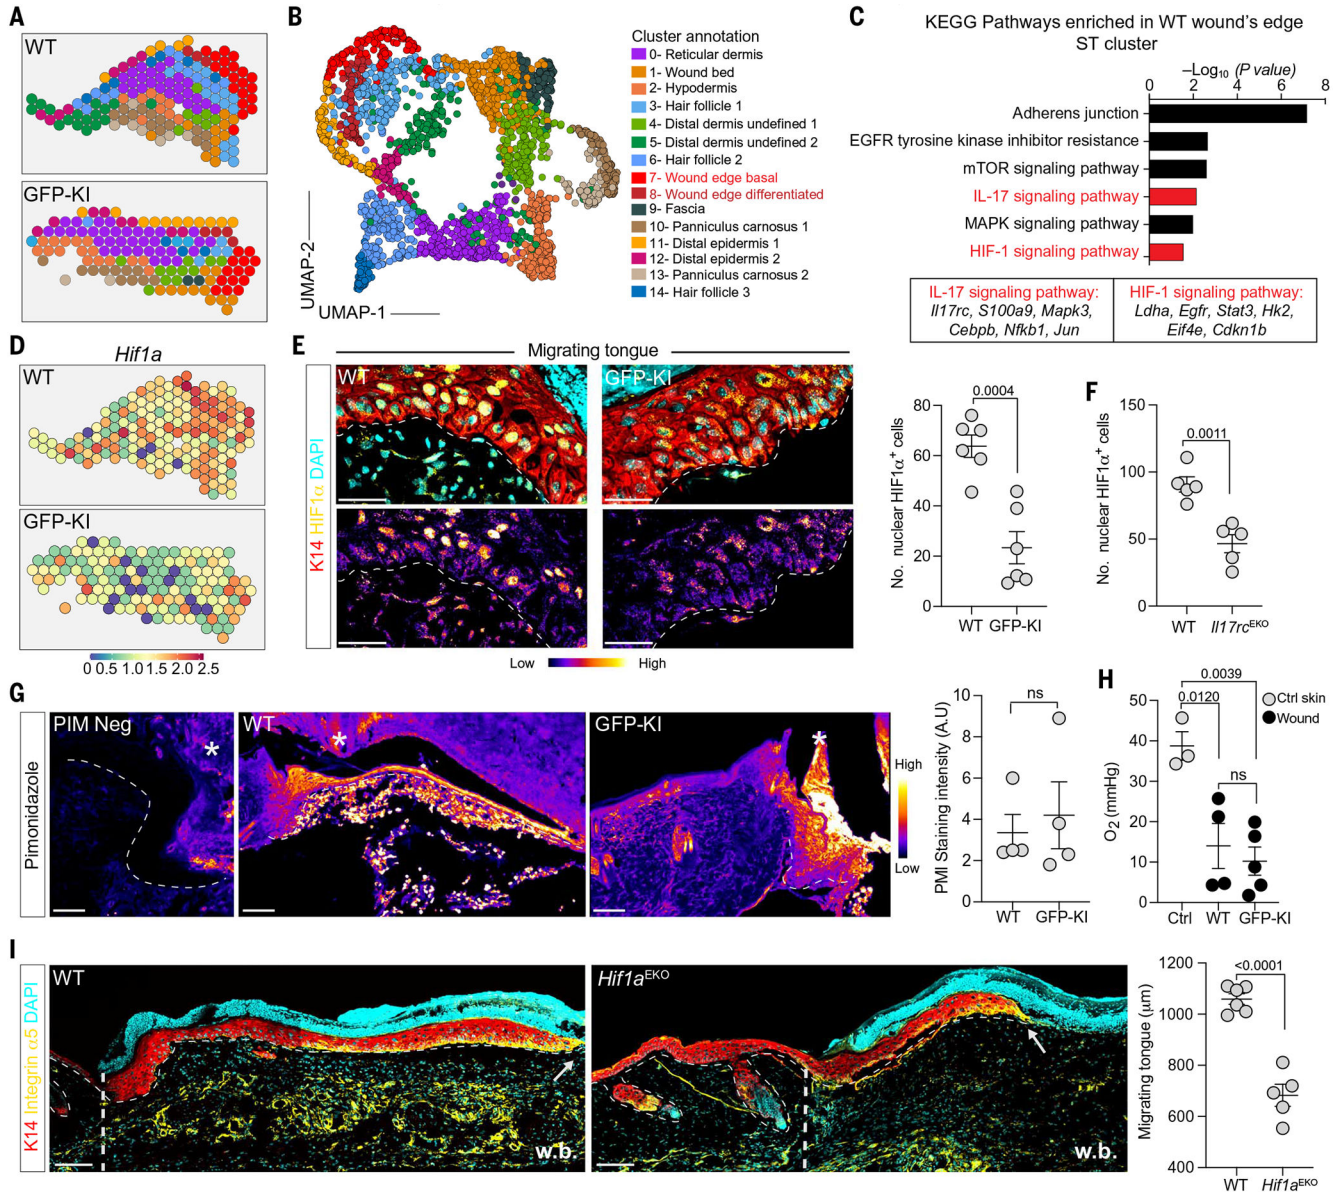 A
WT
GFP-KI
B
UMAP-2
UMAP-1
Cluster annotation
0- Reticular dermis
1- Wound bed
2- Hypodermis
3- Hair follicle 1
4- Distal dermis undefined 1
5- Distal dermis undefined 2
6- Hair follicle 2
7- Wound edge basal
8- Wound edge differentiated
9- Fascia
10- Panniculus carnosus 1
11- Distal epidermis 1
12- Distal epidermis 2
13- Panniculus carnosus 2
14- Hair follicle 3
C
KEGG Pathways enriched in WT wound's edge
ST cluster
–Log10 (P value)
0 2 4 6 8
Adherens junction
EGFR tyrosine kinase inhibitor resistance
mTOR signaling pathway
IL-17 signaling pathway
MAPK signaling pathway
HIF-1 signaling pathway
IL-17 signaling pathway:
Il17rc, S100a9, Mapk3,
Cebpb, Nfkb1, Jun
HIF-1 signaling pathway:
Ldha, Egfr, Stat3, Hk2,
Eif4e, Cdkn1b
D
Hif1a
WT
GFP-KI
0 0.5 1.0 1.5 2.0 2.5
E
Migrating tongue
K14 HIF1α DAPI
WT
GFP-KI
Low
High
No. nuclear HIF1α+ cells
80
60
40
20
0
0.0004
WT GFP-KI
F
No. nuclear HIF1α+ cells
150
100
50
0
0.0011
WT Il17rcEKO
G
Pimonidazole
PIM Neg
*
WT
*
GFP-KI
*
High
Low
PMI Staining intensity (A.U)
10
8
6
4
2
0
ns
WT GFP-KI
H
O2 (mmHg)
50
40
30
20
10
0
0.0039
0.0120
ns
Ctrl skin
Wound
Ctrl WT GFP-KI
I
K14 Integrin α5 DAPI
WT
w.b.
Hif1aEKO
w.b.
Migrating tongue (μm)
1200
1000
800
600
400
<0.0001
WT Hif1aEKO